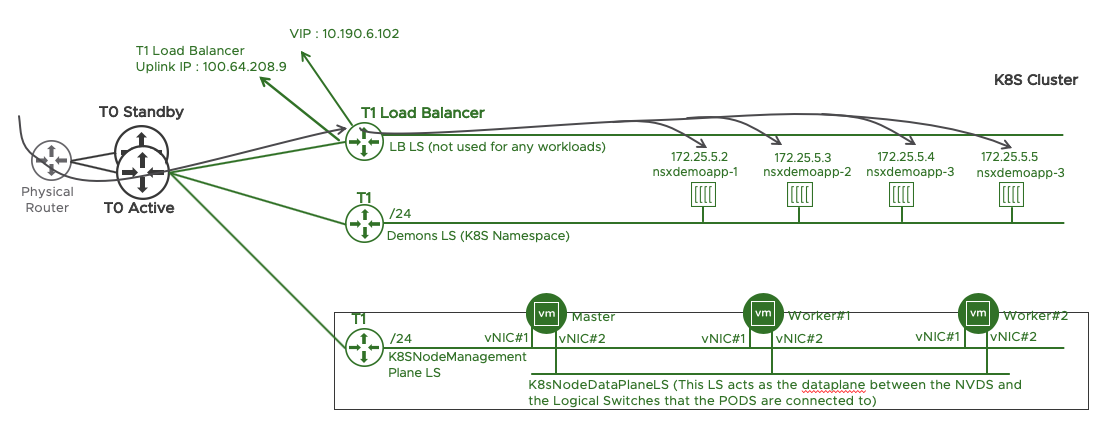 VIP : 10.190.6.102
T1 Load Balancer
Uplink IP : 100.64.208.9
K8S Cluster
T0 Standby
T1 Load Balancer
LB LS (not used for any workloads)
172.25.5.2
nsxdemoapp-1
172.25.5.3
nsxdemoapp-2
172.25.5.4
nsxdemoapp-3
172.25.5.5
nsxdemoapp-3
Physical
Router
T0 Active
T1
/24
Demons LS (K8S Namespace)
T1
/24
K8SNodeManagement
Plane LS
vm
Master
vNIC#1
vNIC#2
vm
Worker#1
vNIC#1
vNIC#2
vm
Worker#2
vNIC#1
vNIC#2
K8sNodeDataPlaneLS (This LS acts as the dataplane between the NVDS and
the Logical Switches that the PODS are connected to)